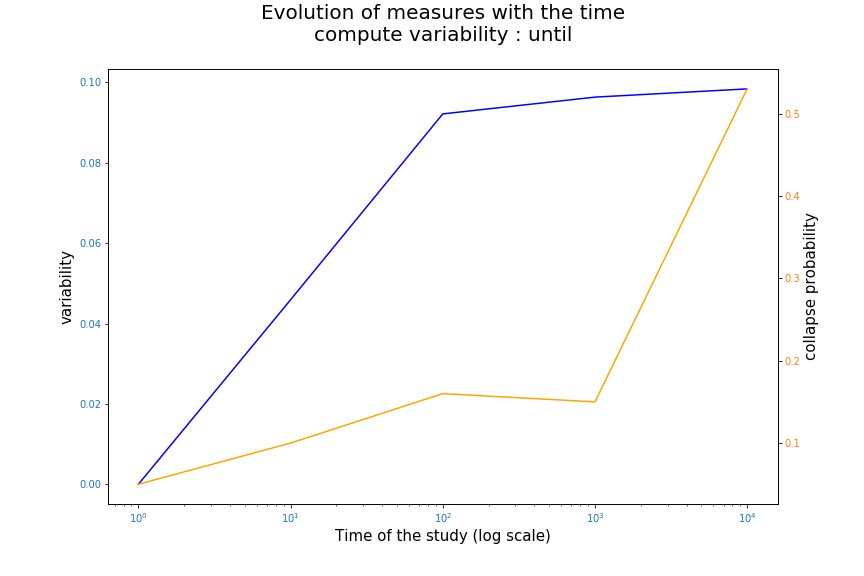 Evolution of measures with the time
compute variability : until
0.10
0.08
0.06
0.04
0.02
0.00
variability
0.5
0.4
0.3
0.2
0.1
collapse probability
10⁰ 10¹ 10² 10³ 10⁴
Time of the study (log scale)